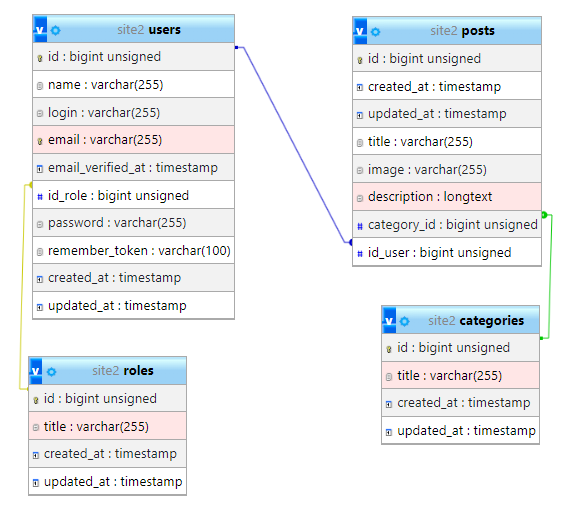 site2 users
id : bigint unsigned
name : varchar(255)
login : varchar(255)
email : varchar(255)
email_verified_at : timestamp
id_role : bigint unsigned
password : varchar(255)
remember_token : varchar(100)
created_at : timestamp
updated_at : timestamp
site2 posts
id : bigint unsigned
created_at : timestamp
updated_at : timestamp
title : varchar(255)
image : varchar(255)
description : longtext
category_id : bigint unsigned
id_user : bigint unsigned
site2 roles
id : bigint unsigned
title : varchar(255)
created_at : timestamp
updated_at : timestamp
site2 categories
id : bigint unsigned
title : varchar(255)
created_at : timestamp
updated_at : timestamp